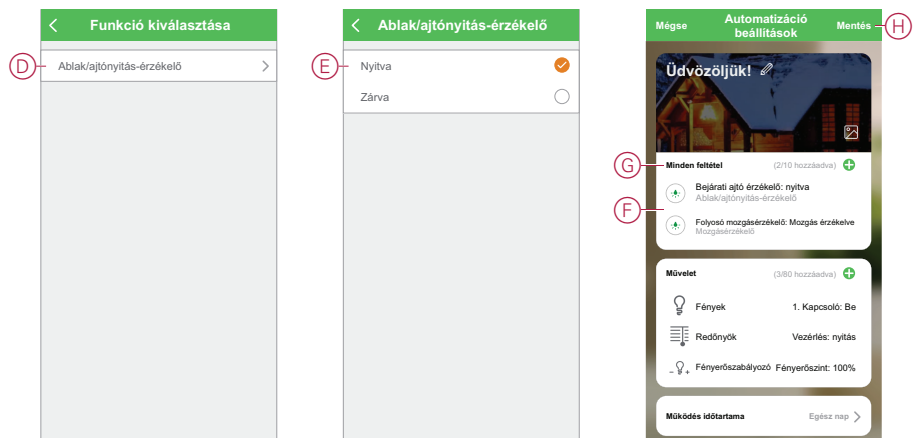 Funkció kiválasztása
D
Ablak/ajtónyitás-érzékelő
Ablak/ajtónyitás-érzékelő
E
Nyitva
Zárva
Mégse
Automatizáció
beállítások
Mentés
H
Üdvözöljük!
G
Minden feltétel (2/10 hozzáadva)
F
Bejárati ajtó érzékelő: nyitva
Ablak/ajtónyitás-érzékelő
Folyosó mozgásérzékelő: Mozgás érzékelve
Mozgásérzékelő
Művelet (3/80 hozzáadva)
Fények 1. Kapcsoló: Be
Redőnyök Vezérlés: nyitás
Fényerőszabályozó Fényerőszint: 100%
Működés időtartama Egész nap